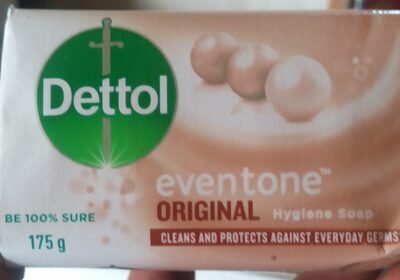 Dettol
eventone™
ORIGINAL Hygiene Soap
BE 100% SURE
175 g
CLEANS AND PROTECTS AGAINST EVERYDAY GERMS